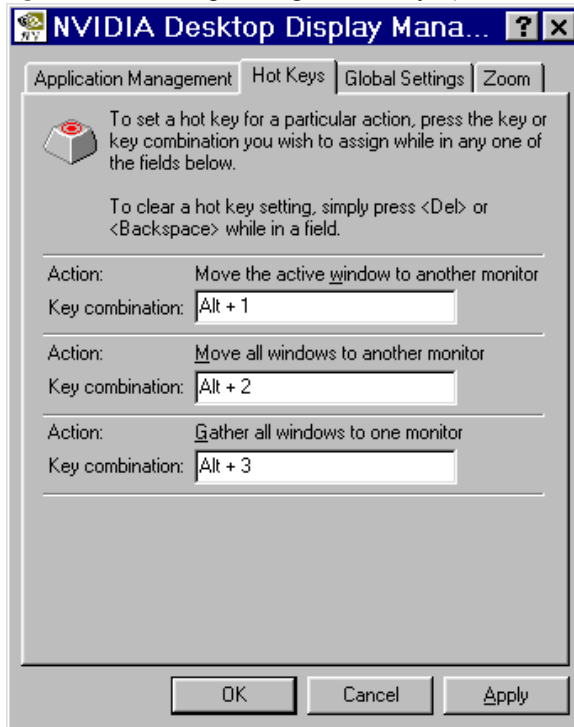 NVIDIA Desktop Display Mana...
Application Management Hot Keys Global Settings Zoom
To set a hot key for a particular action, press the key or
key combination you wish to assign while in any one of
the fields below.
To clear a hot key setting, simply press <Del> or
<Backspace> while in a field.
Action: Move the active window to another monitor
Key combination: Alt + 1
Action: Move all windows to another monitor
Key combination: Alt + 2
Action: Gather all windows to one monitor
Key combination: Alt + 3
OK Cancel Apply